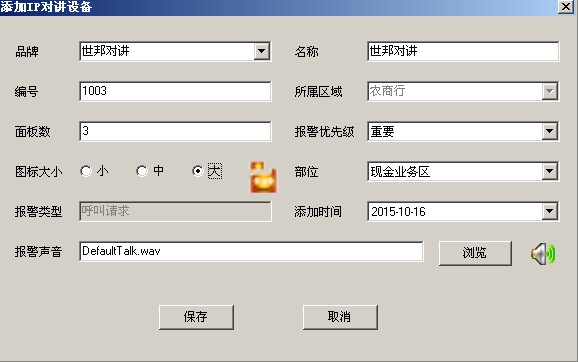 添加IP对讲设备
品牌 世邦对讲 名称 世邦对讲
编号 1003 所属区域 农商行
面板数 3 报警优先级 重要
图标大小 小 中 大 部位 现金业务区
报警类型 呼叫请求 添加时间 2015-10-16
报警声音 DefaultTalk.wav 浏览
保存 取消